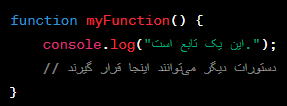 function myFunction() {
console.log("این یک تابع است.");
// دستورات دیگر می‌توانند اینجا قرار گیرند
}